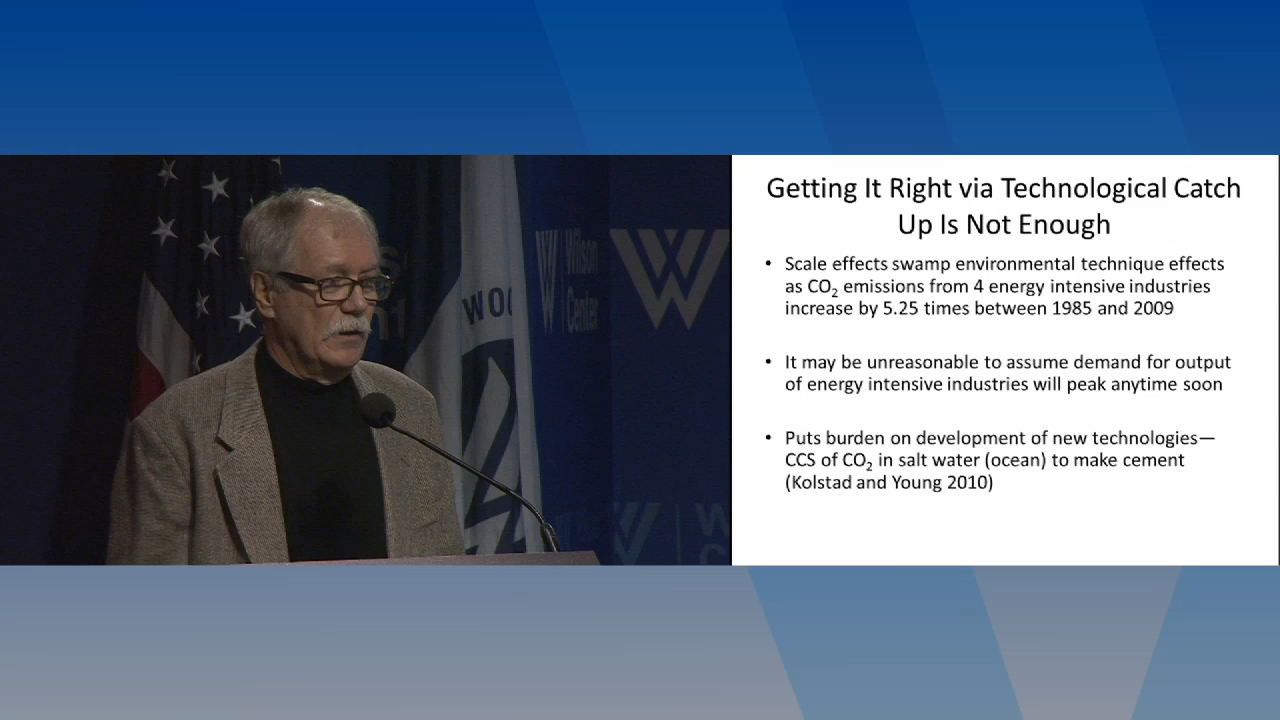 WOO
Wilson
Center
Getting It Right via Technological Catch
Up Is Not Enough
• Scale effects swamp environmental technique effects
as CO₂ emissions from 4 energy intensive industries
increase by 5.25 times between 1985 and 2009
• It may be unreasonable to assume demand for output
of energy intensive industries will peak anytime soon
• Puts burden on development of new technologies—
CCS of CO₂ in salt water (ocean) to make cement
(Kolstad and Young 2010)